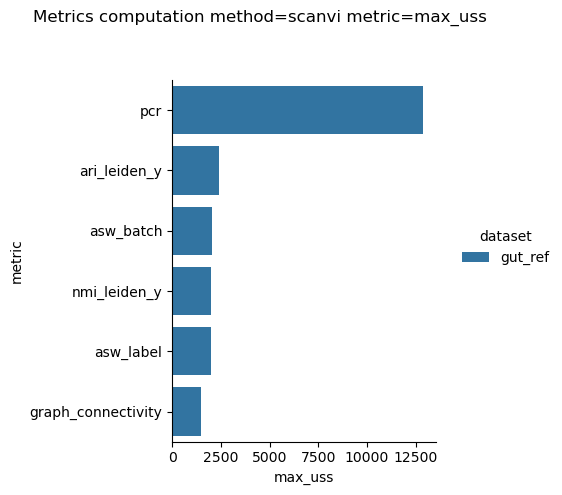 Metrics computation method=scanvi metric=max_uss
metric
pcr
ari_leiden_y
asw_batch
nmi_leiden_y
asw_label
graph_connectivity
0 2500 5000 7500 10000 12500
max_uss
dataset
gut_ref